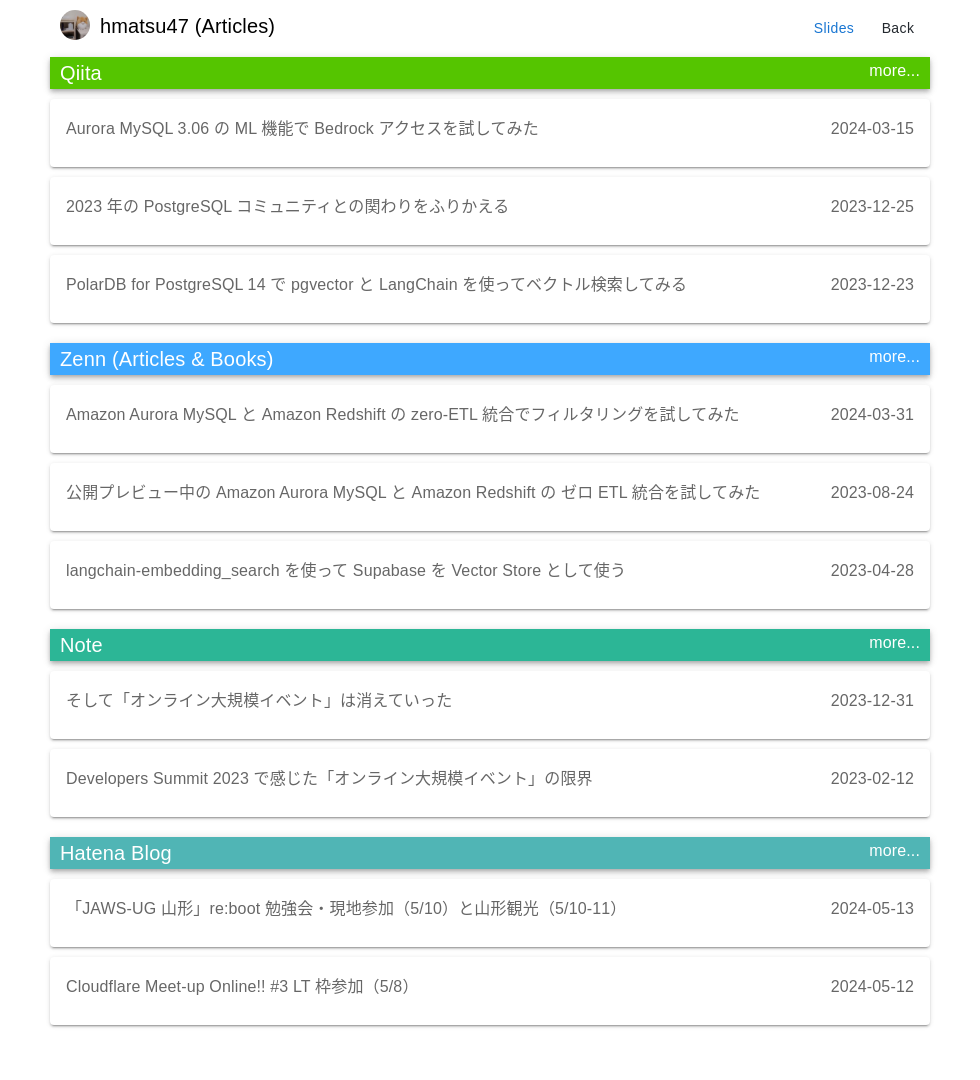 hmatsu47 (Articles)
Slides
Back
Qiita
more...
Aurora MySQL 3.06 の ML 機能で Bedrock アクセスを試してみた
2024-03-15
2023 年の PostgreSQL コミュニティとの関わりをふりかえる
2023-12-25
PolarDB for PostgreSQL 14 で pgvector と LangChain を使ってベクトル検索してみる
2023-12-23
Zenn (Articles & Books)
more...
Amazon Aurora MySQL と Amazon Redshift の zero-ETL 統合でフィルタリングを試してみた
2024-03-31
公開プレビュー中の Amazon Aurora MySQL と Amazon Redshift の ゼロ ETL 統合を試してみた
2023-08-24
langchain-embedding_search を使って Supabase を Vector Store として使う
2023-04-28
Note
more...
そして「オンライン大規模イベント」は消えていった
2023-12-31
Developers Summit 2023 で感じた「オンライン大規模イベント」の限界
2023-02-12
Hatena Blog
more...
「JAWS-UG 山形」re:boot 勉強会・現地参加（5/10）と山形観光（5/10-11）
2024-05-13
Cloudflare Meet-up Online!! #3 LT 枠参加（5/8）
2024-05-12